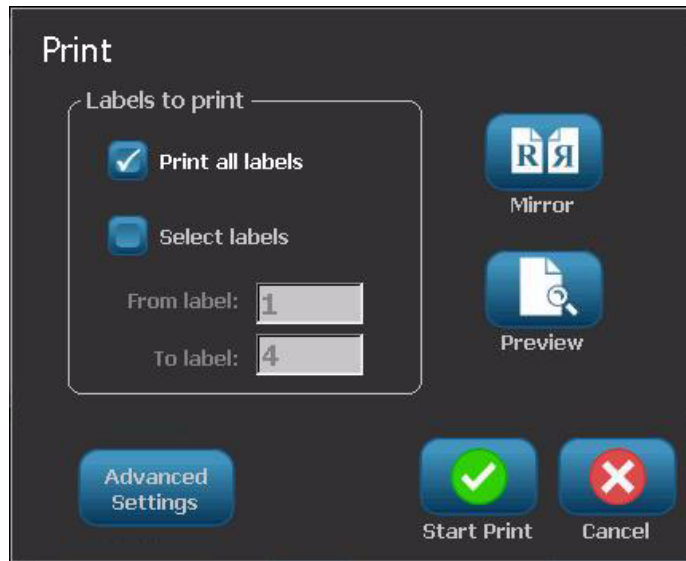 Print
Labels to print
Print all labels
Select labels
From label: 1
To label: 4
R Я
Mirror
Preview
Advanced
Settings
Start Print
Cancel